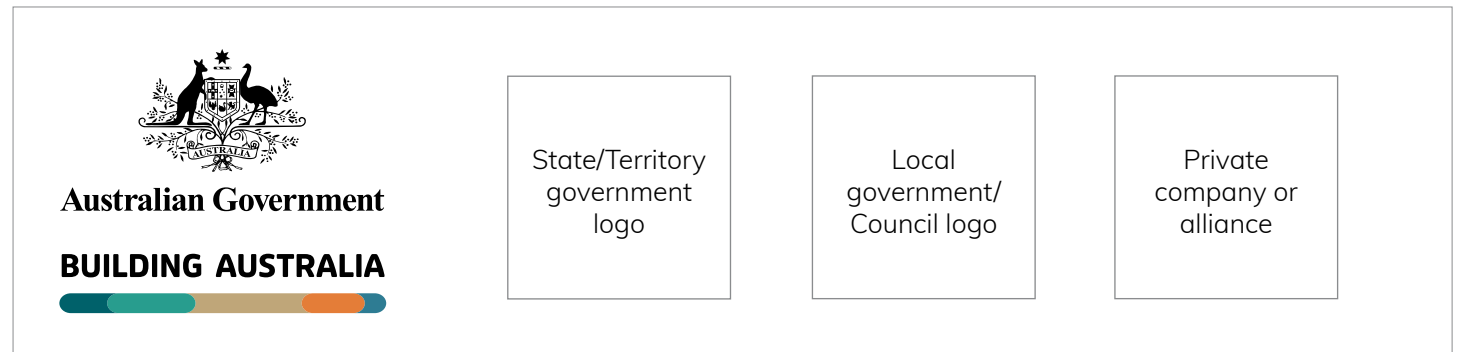 AUSTRALIA
Australian Government
BUILDING AUSTRALIA
State/Territory
government
logo
Local
government/
Council logo
Private
company or
alliance